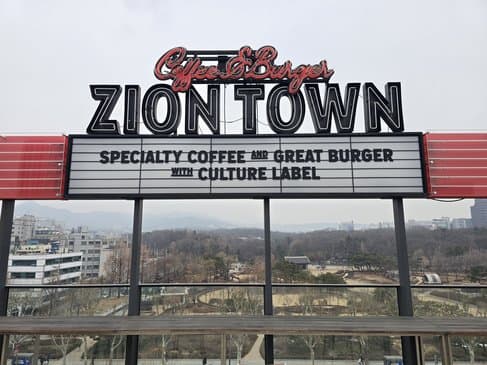 Coffee & Burger
ZION TOWN
SPECIALTY COFFEE AND GREAT BURGER
WITH CULTURE LABEL